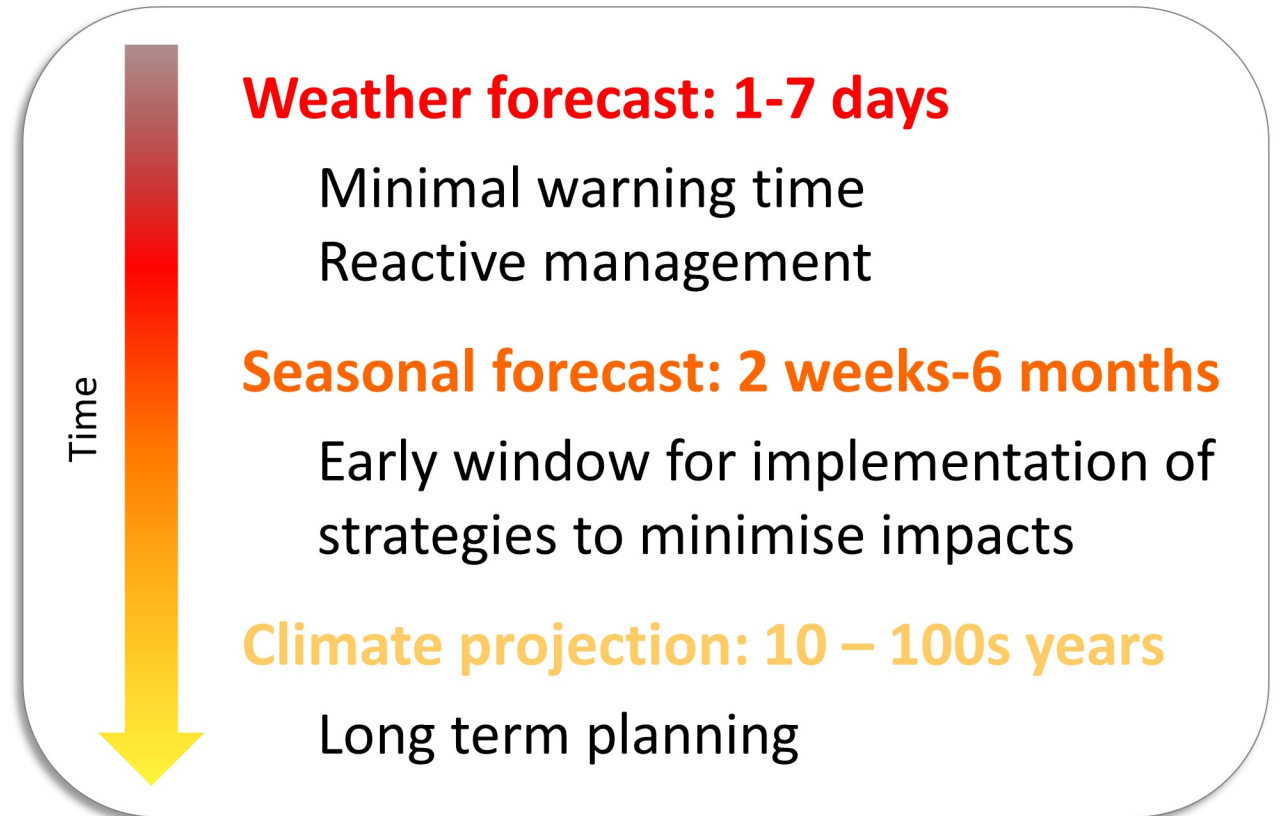 Weather forecast: 1-7 days
Minimal warning time
Reactive management
Seasonal forecast: 2 weeks-6 months
Early window for implementation of
strategies to minimise impacts
Climate projection: 10 – 100s years
Long term planning
Time